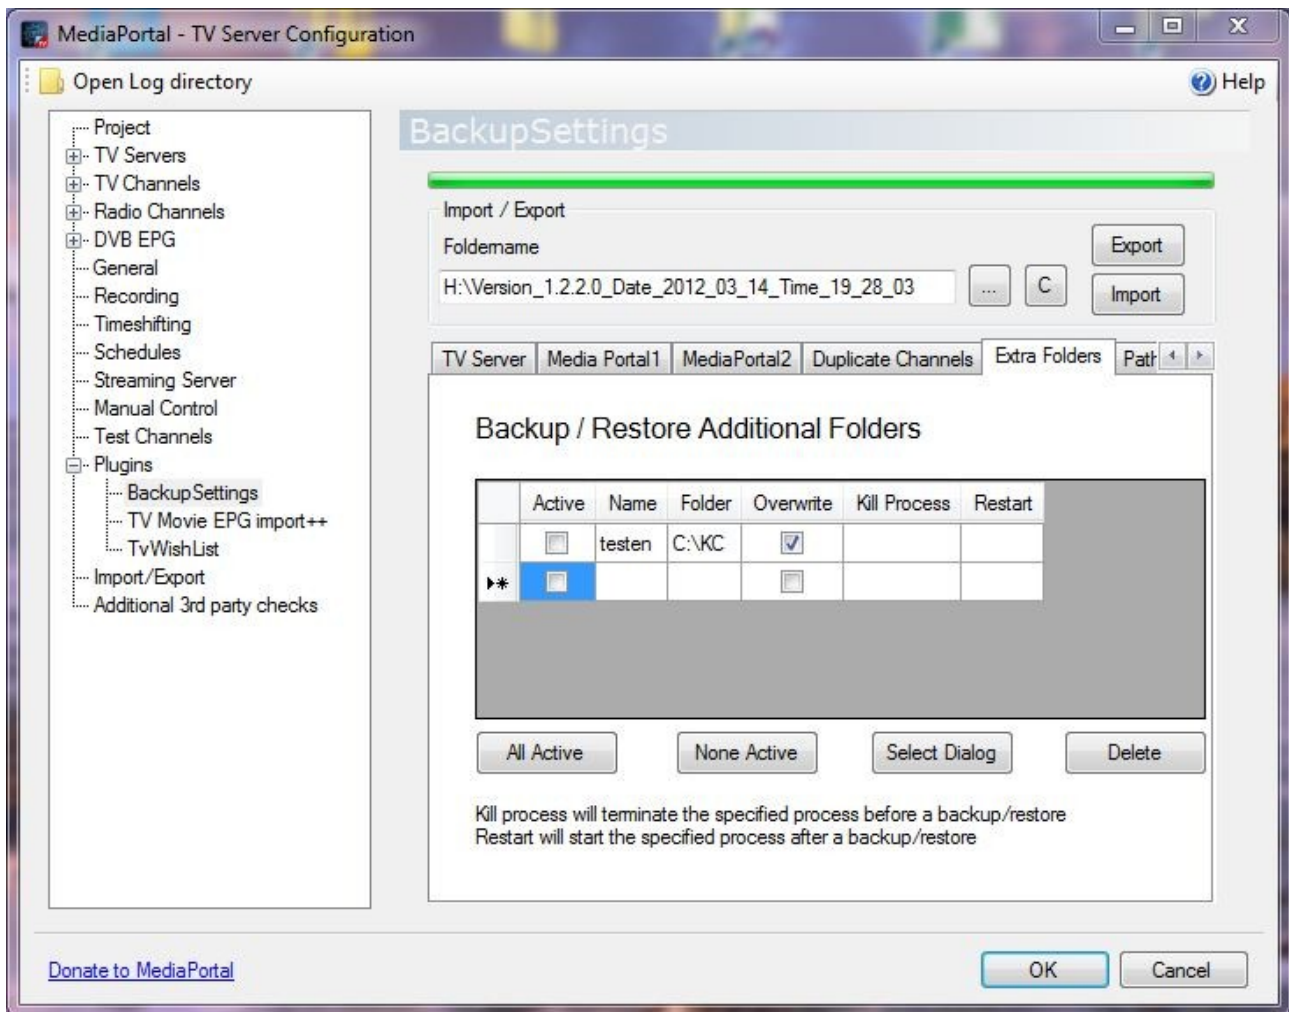 MediaPortal - TV Server Configuration
Open Log directory
Help
Project
TV Servers
TV Channels
Radio Channels
DVB EPG
General
Recording
Timeshifting
Schedules
Streaming Server
Manual Control
Test Channels
Plugins
BackupSettings
TV Movie EPG import++
TvWishList
Import/Export
Additional 3rd party checks
BackupSettings
Import / Export
Foldername
Export
H:\Version_1.2.2.0_Date_2012_03_14_Time_19_28_03
...
C
Import
TV Server Media Portal1 MediaPortal2 Duplicate Channels Extra Folders Path
Backup / Restore Additional Folders
Active Name Folder Overwrite Kill Process Restart
testen C:\KC
All Active None Active Select Dialog Delete
Kill process will terminate the specified process before a backup/restore
Restart will start the specified process after a backup/restore
Donate to MediaPortal
OK Cancel